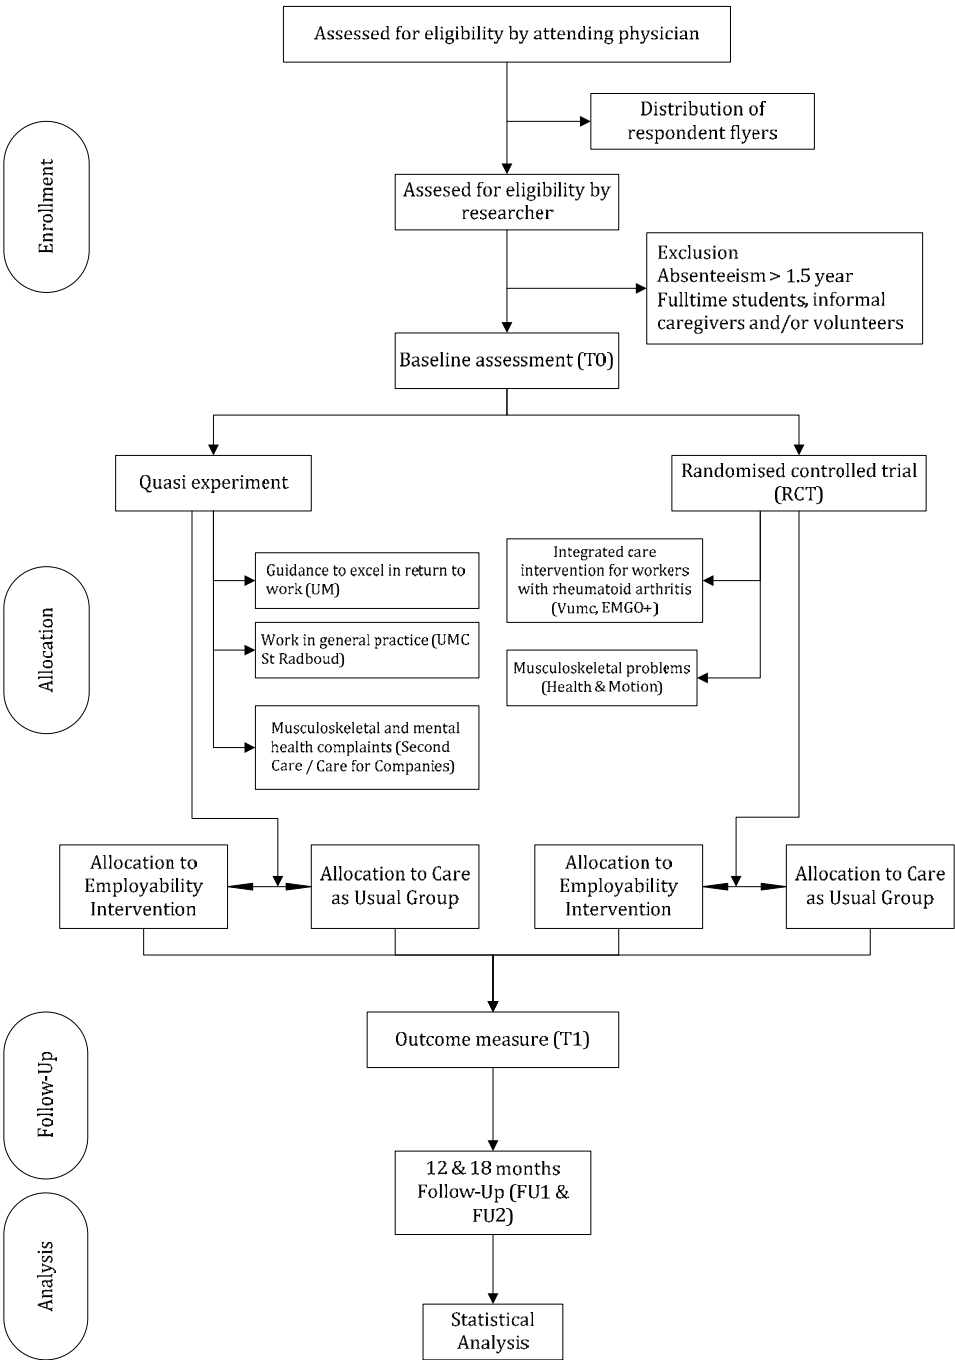 Assessed for eligibility by attending physician
Distribution of
respondent flyers
Enrollment
Assesed for eligibility by
researcher
Exclusion
Absenteeism > 1.5 year
Fulltime students, informal
caregivers and/or volunteers
Baseline assessment (T0)
Quasi experiment
Randomised controlled trial
(RCT)
Allocation
Guidance to excel in return to
work (UM)
Work in general practice (UMC
St Radboud)
Musculoskeletal and mental
health complaints (Second
Care / Care for Companies)
Integrated care
intervention for workers
with rheumatoid arthritis
(Vumc, EMGO+)
Musculoskeletal problems
(Health & Motion)
Allocation to
Employability
Intervention
Allocation to Care
as Usual Group
Allocation to
Employability
Intervention
Allocation to Care
as Usual Group
Follow-Up
Outcome measure (T1)
12 & 18 months
Follow-Up (FU1 &
FU2)
Analysis
Statistical
Analysis